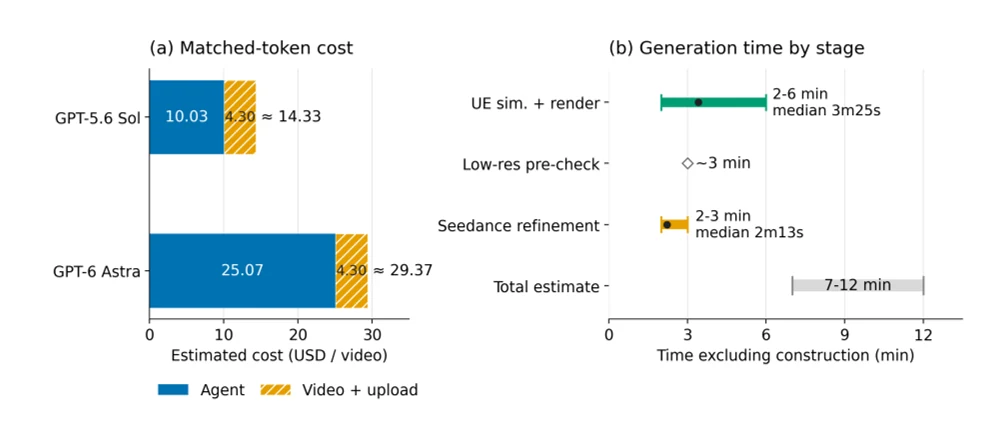 (a) Matched-token cost
GPT-5.6 Sol
10.03
4.30
≈ 14.33
GPT-6 Astra
25.07
4.30
≈ 29.37
0
10
20
30
Estimated cost (USD / video)
Agent
Video + upload
(b) Generation time by stage
UE sim. + render
2-6 min
median 3m25s
Low-res pre-check
~3 min
Seedance refinement
2-3 min
median 2m13s
Total estimate
7-12 min
0
3
6
9
12
Time excluding construction (min)